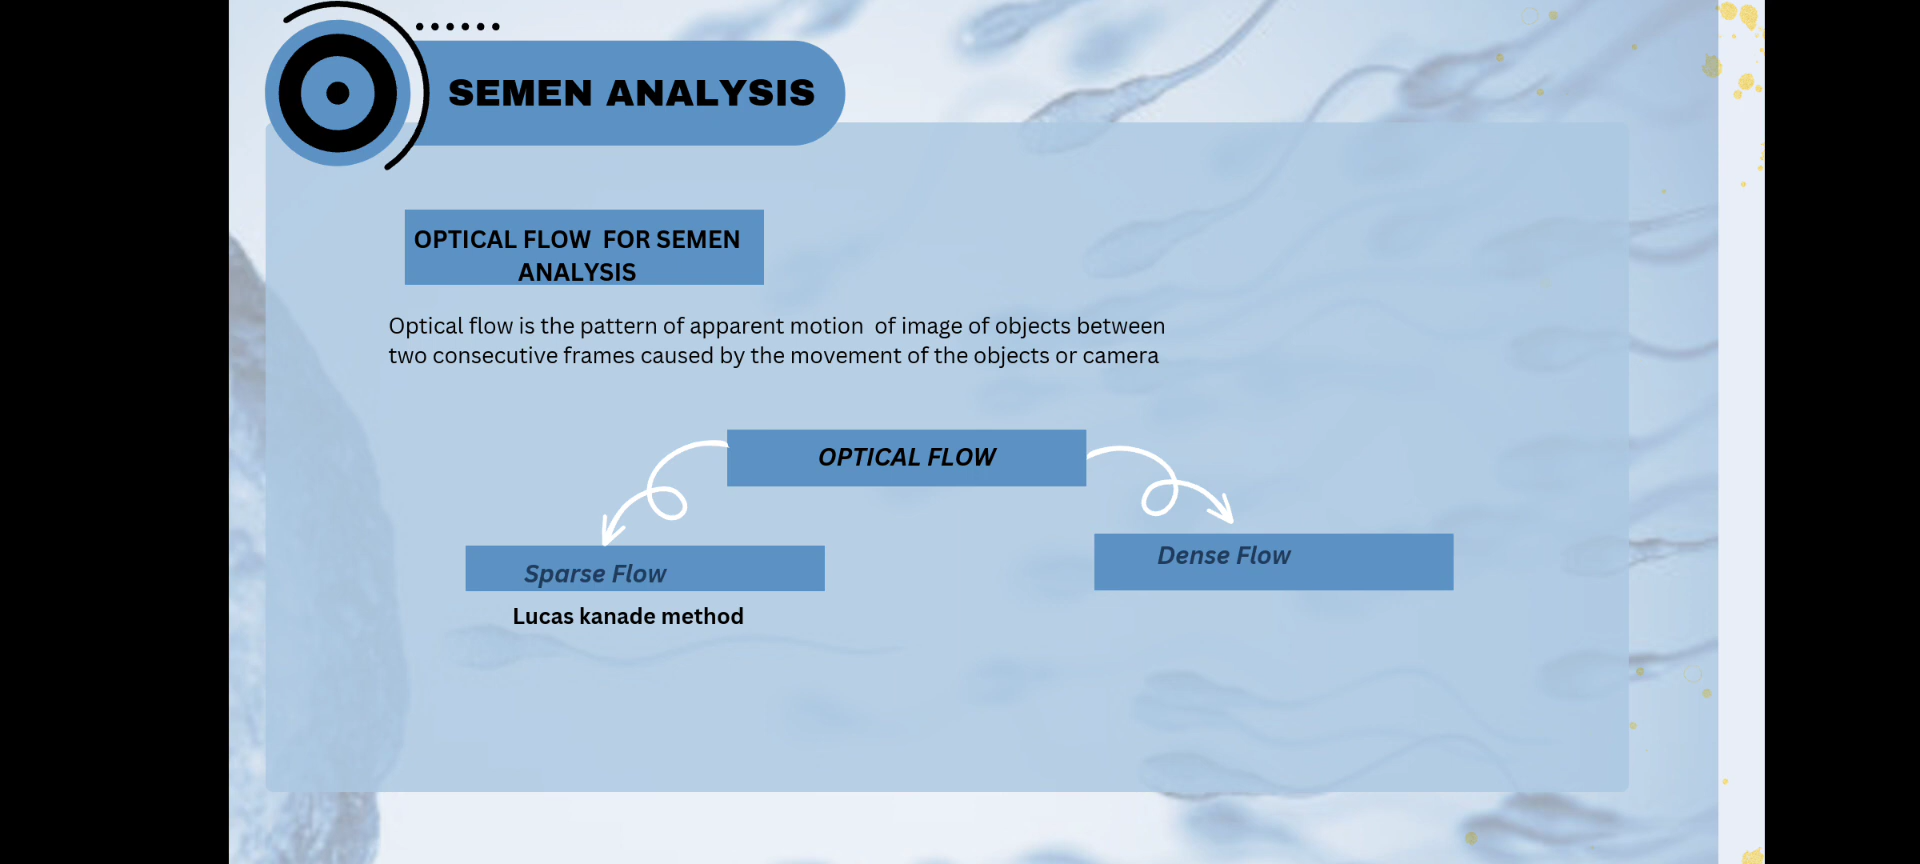 SEMEN ANALYSIS
OPTICAL FLOW FOR SEMEN
ANALYSIS
Optical flow is the pattern of apparent motion of image of objects between
two consecutive frames caused by the movement of the objects or camera
OPTICAL FLOW
Sparse Flow
Dense Flow
Lucas kanade method